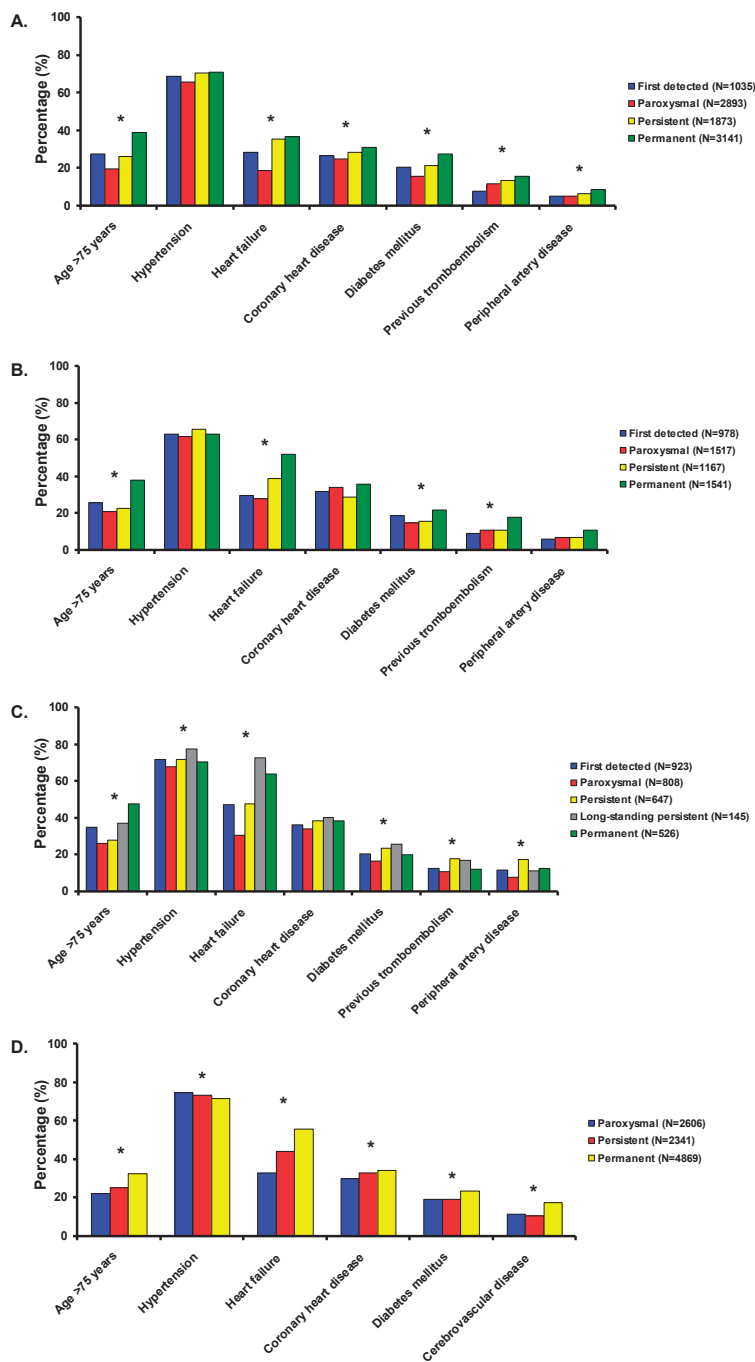 A.
Percentage (%)
100
80
60
40
20
0
*
*
*
*
*
*
Age >75 years
Hypertension
Heart failure
Coronary heart disease
Diabetes mellitus
Previous tromboembolism
Peripheral artery disease
First detected (N=1035)
Paroxysmal (N=2893)
Persistent (N=1873)
Permanent (N=3141)
B.
Percentage (%)
100
80
60
40
20
0
*
*
*
*
Age >75 years
Hypertension
Heart failure
Coronary heart disease
Diabetes mellitus
Previous tromboembolism
Peripheral artery disease
First detected (N=978)
Paroxysmal (N=1517)
Persistent (N=1167)
Permanent (N=1541)
C.
Percentage (%)
100
80
60
40
20
0
*
*
*
*
*
*
Age >75 years
Hypertension
Heart failure
Coronary heart disease
Diabetes mellitus
Previous tromboembolism
Peripheral artery disease
First detected (N=923)
Paroxysmal (N=808)
Persistent (N=647)
Long-standing persistent (N=145)
Permanent (N=526)
D.
Percentage (%)
100
80
60
40
20
0
*
*
*
*
*
*
Age >75 years
Hypertension
Heart failure
Coronary heart disease
Diabetes mellitus
Cerebrovascular disease
Paroxysmal (N=2606)
Persistent (N=2341)
Permanent (N=4869)